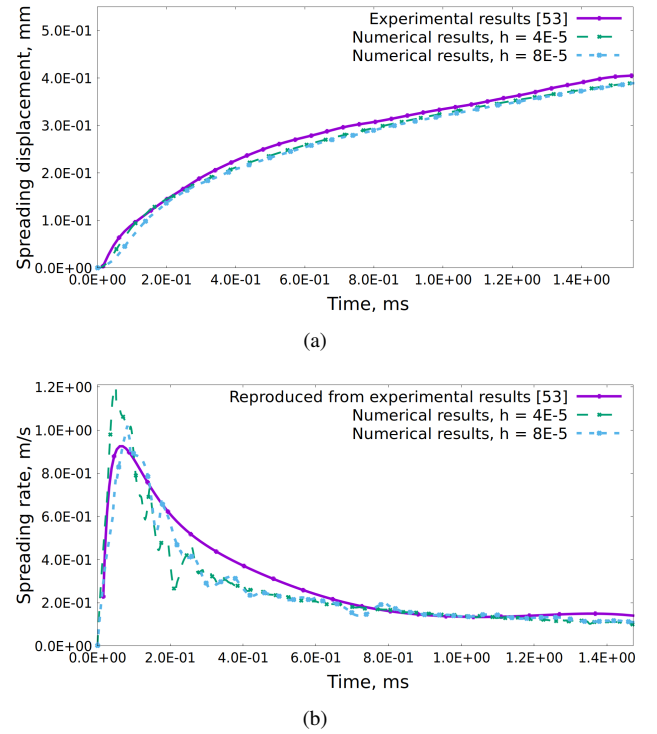 5.0E-01
4.0E-01
3.0E-01
2.0E-01
1.0E-01
0.0E+00
Spreading displacement, mm
Experimental results [53]
Numerical results, h = 4E-5
Numerical results, h = 8E-5
0.0E+00 2.0E-01 4.0E-01 6.0E-01 8.0E-01 1.0E+00 1.2E+00 1.4E+00
Time, ms
(a)
1.2E+00
1.0E+00
8.0E-01
6.0E-01
4.0E-01
2.0E-01
0.0E+00
Spreading rate, m/s
Reproduced from experimental results [53]
Numerical results, h = 4E-5
Numerical results, h = 8E-5
0.0E+00 2.0E-01 4.0E-01 6.0E-01 8.0E-01 1.0E+00 1.2E+00 1.4E+00
Time, ms
(b)